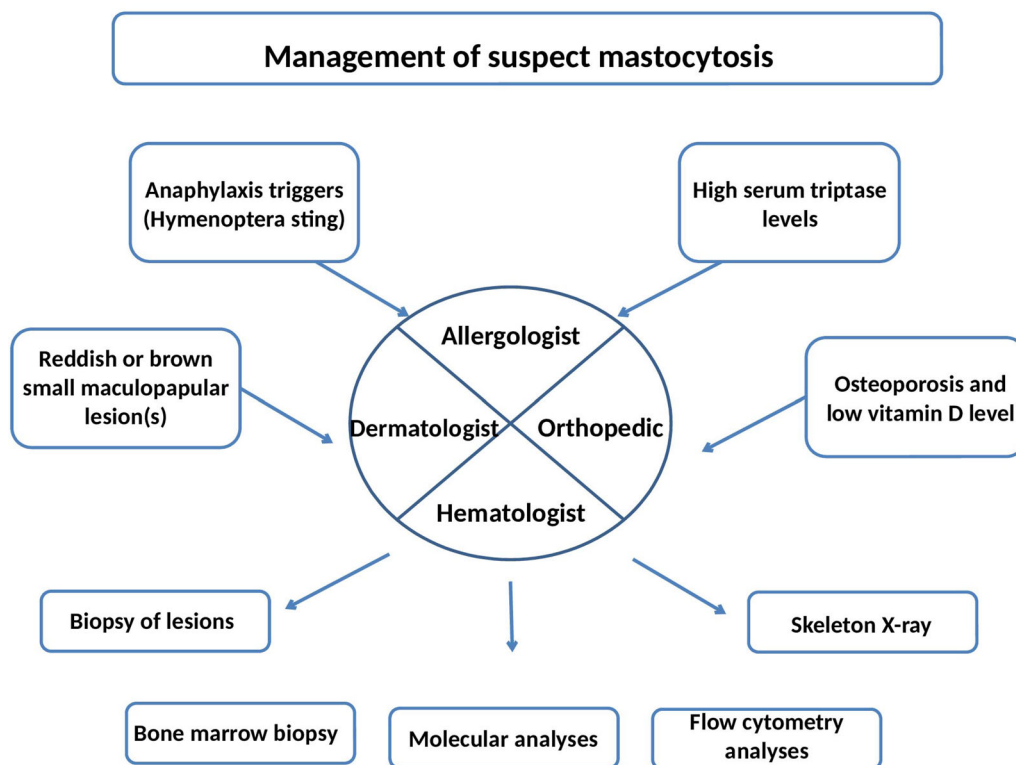 Management of suspect mastocytosis
Anaphylaxis triggers
(Hymenoptera sting)
High serum triptase
levels
Reddish or brown
small maculopapular
lesion(s)
Allergologist
Osteoporosis and
low vitamin D level
Dermatologist
Orthopedic
Hematologist
Biopsy of lesions
Skeleton X-ray
Bone marrow biopsy
Molecular analyses
Flow cytometry
analyses